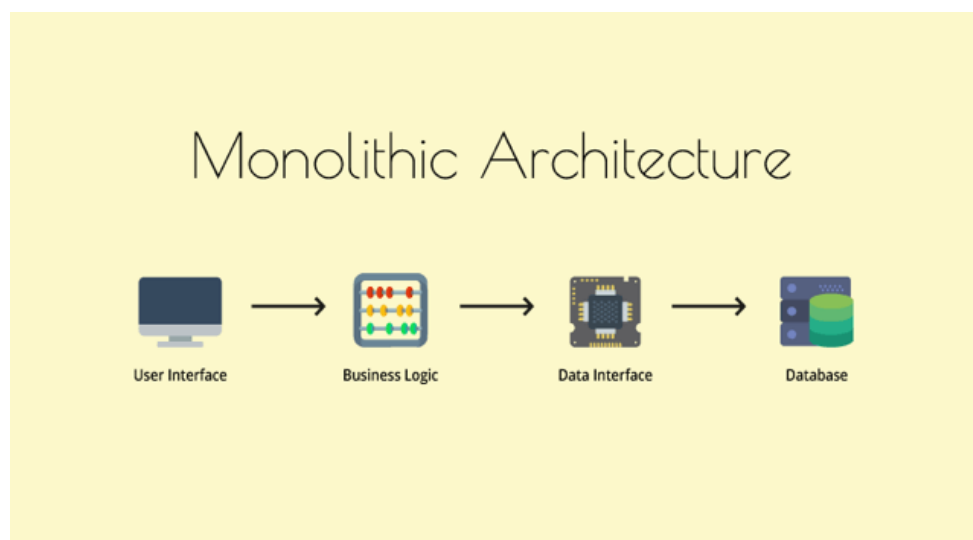 Monolithic Architecture
User Interface
Business Logic
Data Interface
Database